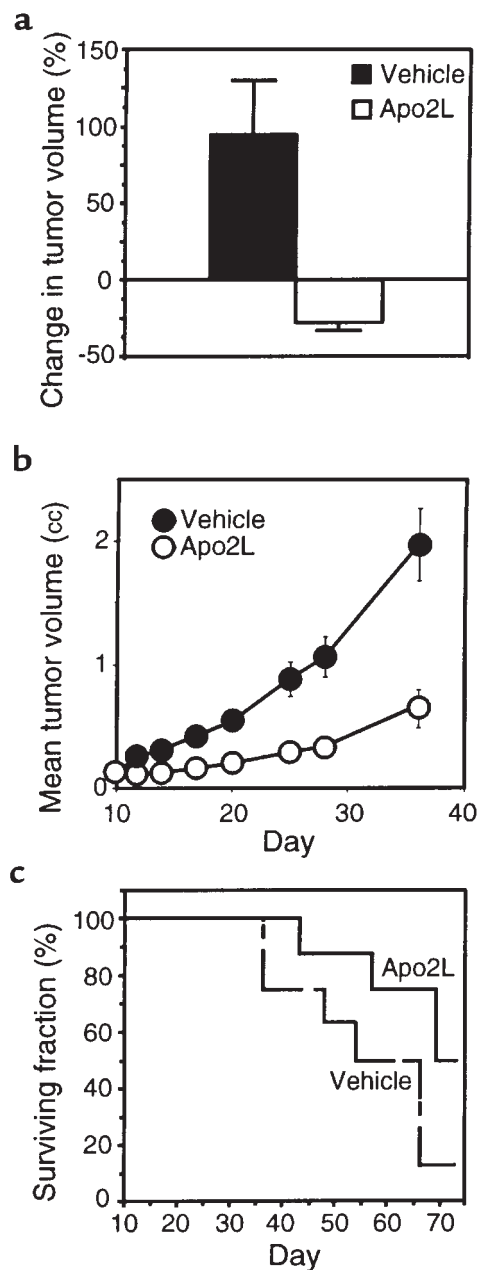 a
Change in tumor volume (%)
150
100
50
0
-50
Vehicle
Apo2L
b
Mean tumor volume (cc)
2
1
0
Vehicle
Apo2L
10 20 30 40
Day
c
Surviving fraction (%)
100
80
60
40
20
0
Apo2L
Vehicle
10 20 30 40 50 60 70
Day